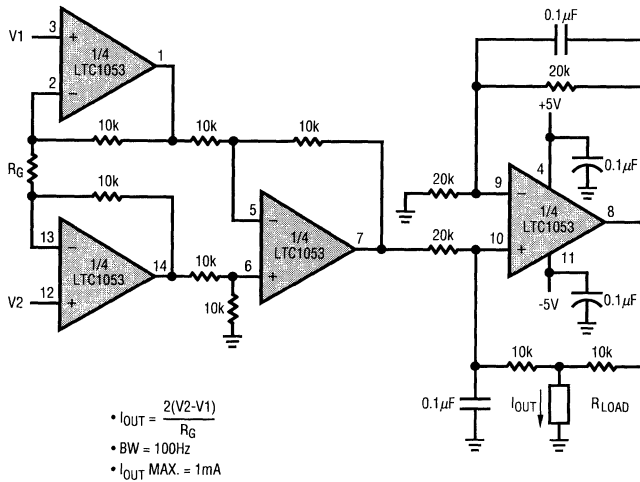 V1
3
+
1/4
LTC1053
1
2
−
10k
10k
10k
RG
10k
13
−
1/4
LTC1053
14
12
+
V2
10k
10k
5
−
1/4
LTC1053
7
6
+
0.1µF
20k
+5V
4
0.1µF
20k
9
−
1/4
LTC1053
8
20k
10
+
11
-5V
0.1µF
10k
10k
0.1µF
IOUT
RLOAD
• IOUT = 2(V2-V1)
RG
• BW = 100Hz
• IOUT MAX. = 1mA